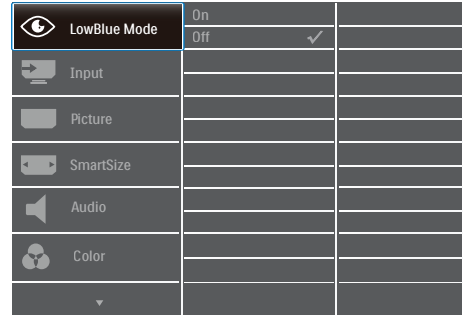 LowBlue Mode
On
Off
Input
Picture
SmartSize
Audio
Color